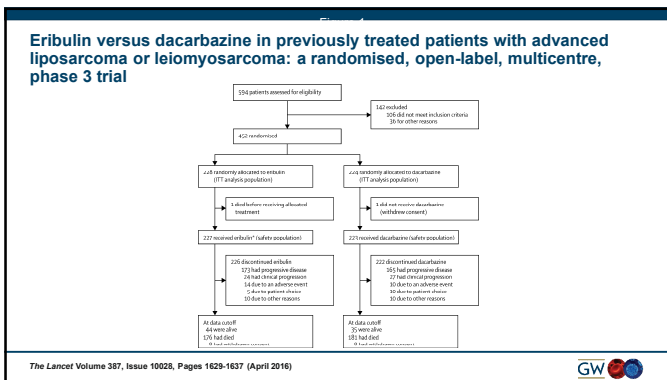 Eribulin versus dacarbazine in previously treated patients with advanced
liposarcoma or leiomyosarcoma: a randomised, open-label, multicentre,
phase 3 trial
594 patients assessed for eligibility
142 excluded
106 did not meet inclusion criteria
36 for other reasons
452 randomised
228 randomly allocated to eribulin
(ITT analysis population)
224 randomly allocated to dacarbazine
(ITT analysis population)
1 died before receiving allocated
treatment
1 did not receive dacarbazine
(withdrew consent)
227 received eribulin* (safety population)
223 received dacarbazine (safety population)
226 discontinued eribulin
173 had progressive disease
24 had clinical progression
14 due to an adverse event
5 due to patient choice
10 due to other reasons
222 discontinued dacarbazine
165 had progressive disease
27 had clinical progression
10 due to an adverse event
10 due to patient choice
10 due to other reasons
At data cutoff
44 were alive
176 had died
At data cutoff
35 were alive
181 had died
The Lancet Volume 387, Issue 10028, Pages 1629-1637 (April 2016)
GW